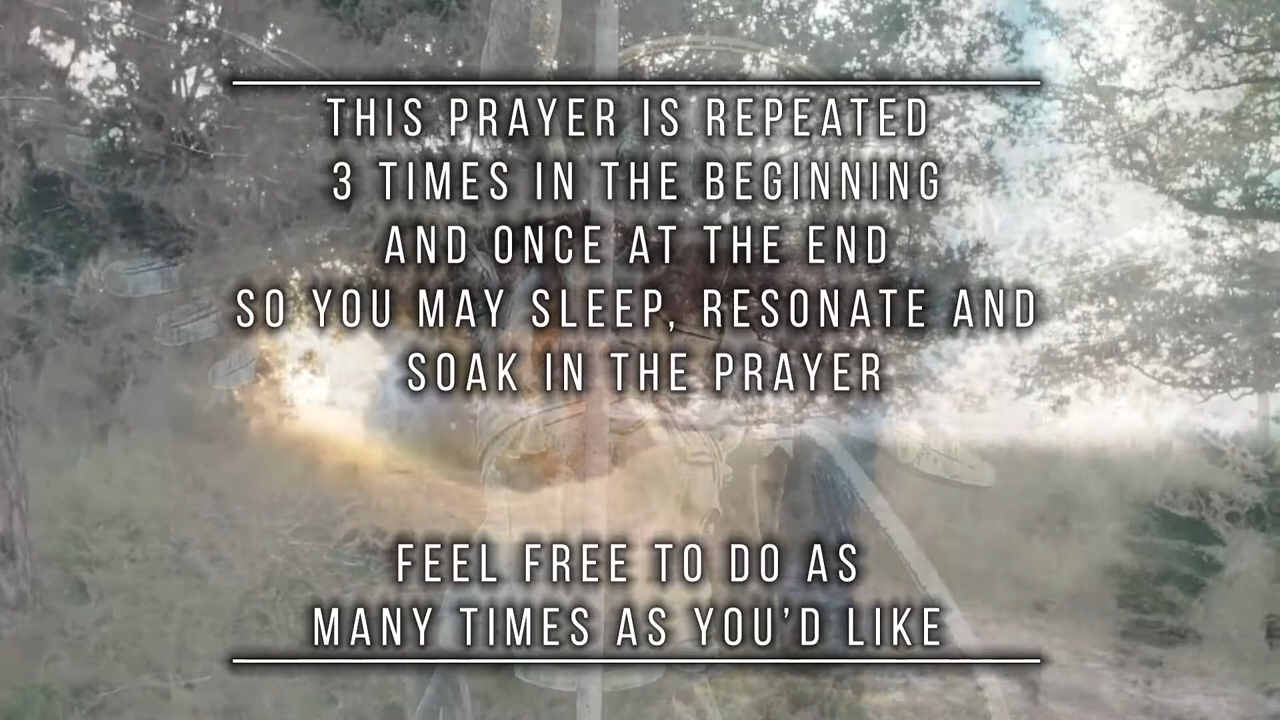 THIS PRAYER IS REPEATED
3 TIMES IN THE BEGINNING
AND ONCE AT THE END
SO YOU MAY SLEEP, RESONATE AND
SOAK IN THE PRAYER
FEEL FREE TO DO AS
MANY TIMES AS YOU’D LIKE